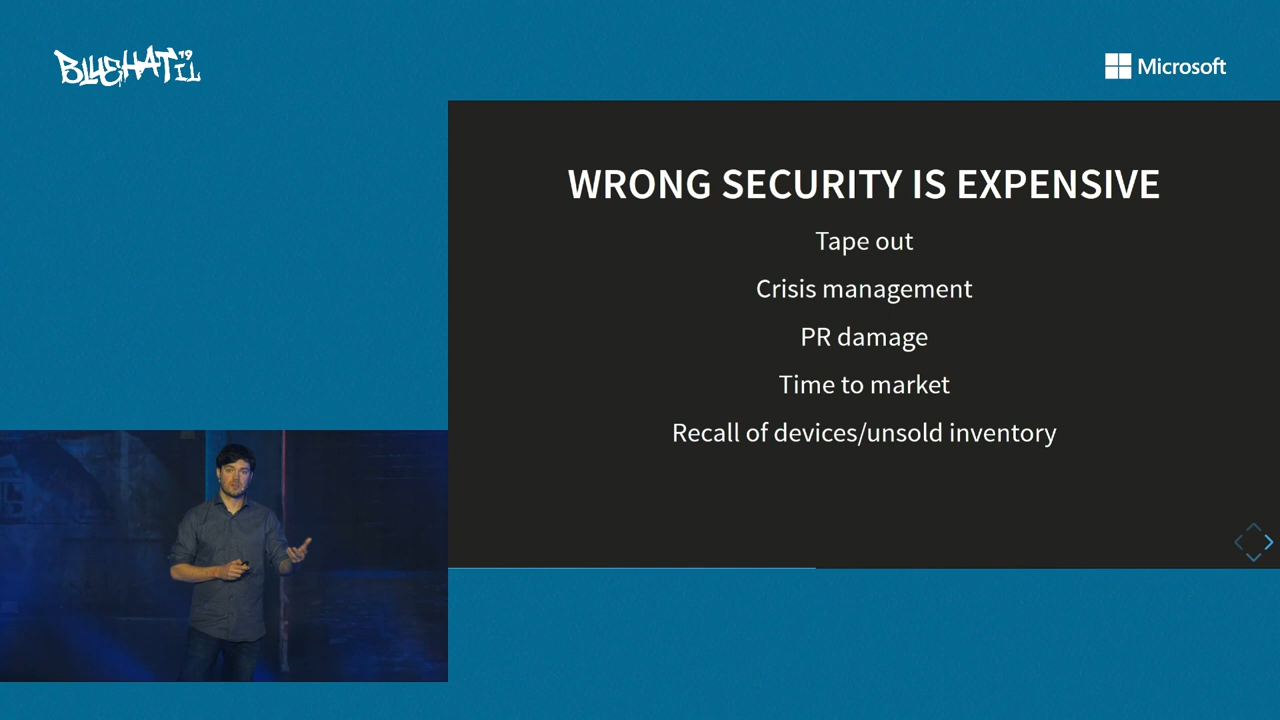 BLUEHAT
19
IL
Microsoft
WRONG SECURITY IS EXPENSIVE
Tape out
Crisis management
PR damage
Time to market
Recall of devices/unsold inventory